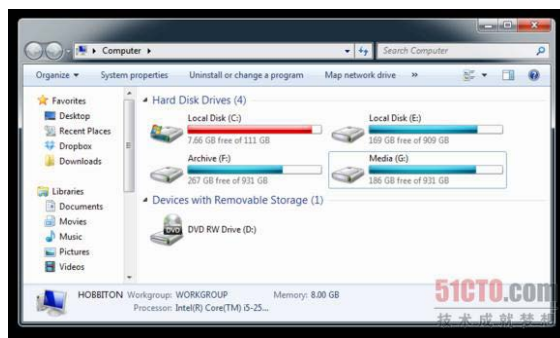 Computer
Search Computer
Organize System properties Uninstall or change a program Map network drive »
Favorites
Desktop
Recent Places
Dropbox
Downloads
Libraries
Documents
Movies
Music
Pictures
Videos
Hard Disk Drives (4)
Local Disk (C:)
7.66 GB free of 111 GB
Local Disk (E:)
169 GB free of 909 GB
Archive (F:)
267 GB free of 931 GB
Media (G:)
186 GB free of 931 GB
Devices with Removable Storage (1)
DVD
DVD RW Drive (D:)
HOBBITON Workgroup: WORKGROUP Memory: 8.00 GB
Processor: Intel(R) Core(TM) i5-25...
51CTO.com
技术成就梦想